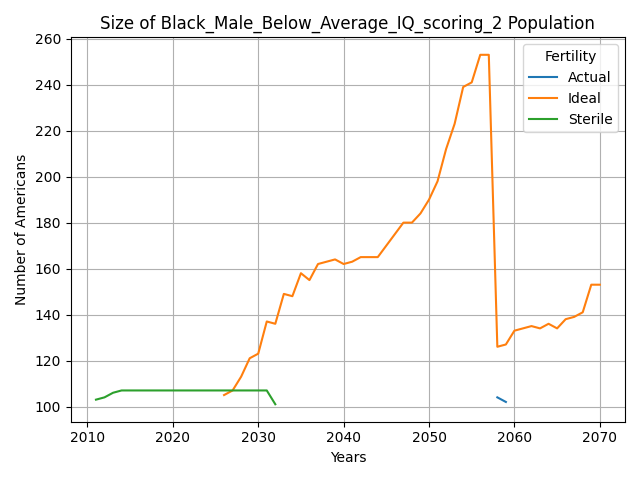 Size of Black_Male_Below_Average_IQ_scoring_2 Population
260
240
220
200
180
160
140
120
100
Number of Americans
Fertility
Actual
Ideal
Sterile
2010 2020 2030 2040 2050 2060 2070
Years